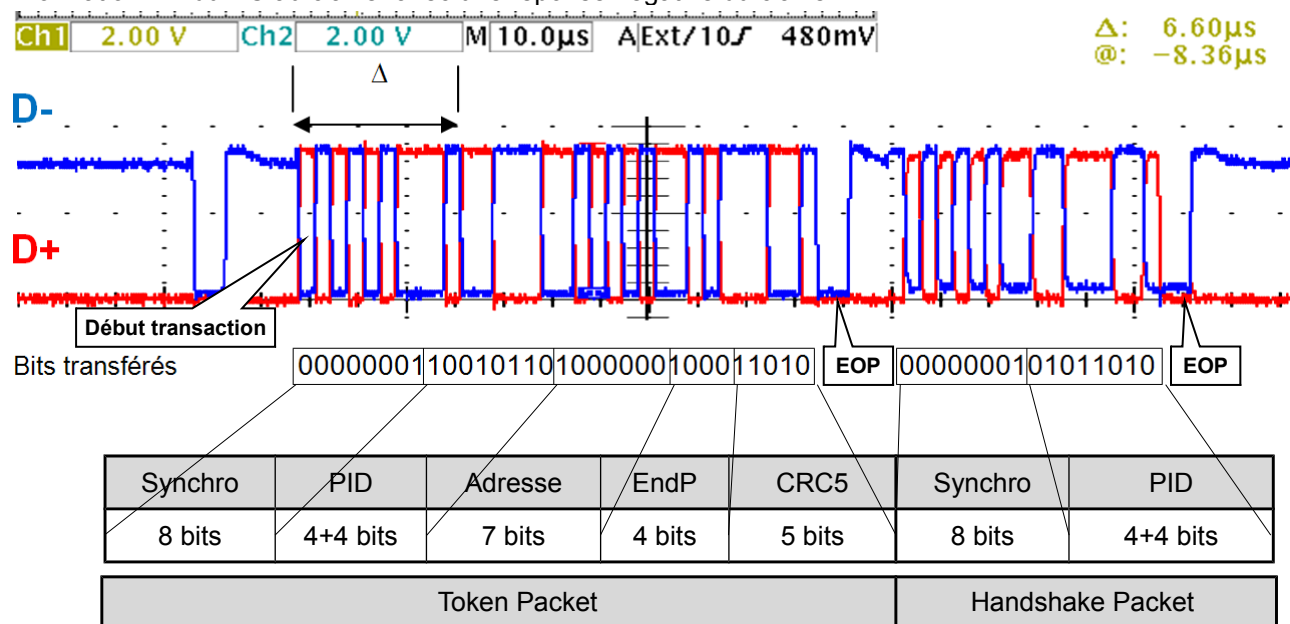 Ch1 2.00 V Ch2 2.00 V M 10.0µs A Ext/10 480mV
Δ: 6.60µs
@: −8.36µs
Δ
D-
D+
Début transaction
Bits transférés 00000001 10010110 1000000 1000 11010 EOP 00000001 01011010 EOP
Synchro PID Adresse EndP CRC5 Synchro PID
8 bits 4+4 bits 7 bits 4 bits 5 bits 8 bits 4+4 bits
Token Packet Handshake Packet